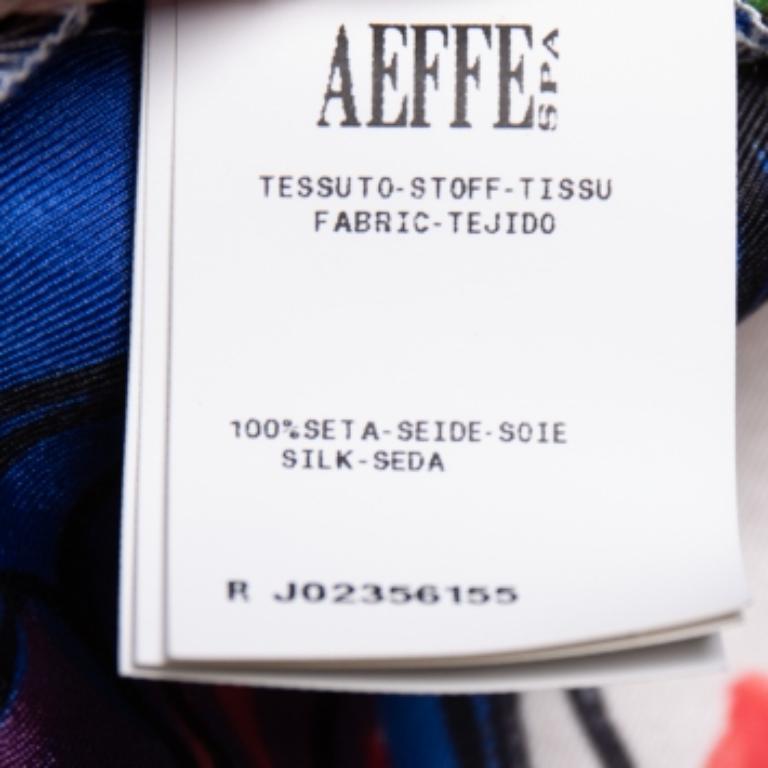 AEFFE SPA
TESSUTO-STOFF-TISSU
FABRIC-TEJIDO
100%SETA-SEIDE-SOIE
SILK-SEDA
R J02356155